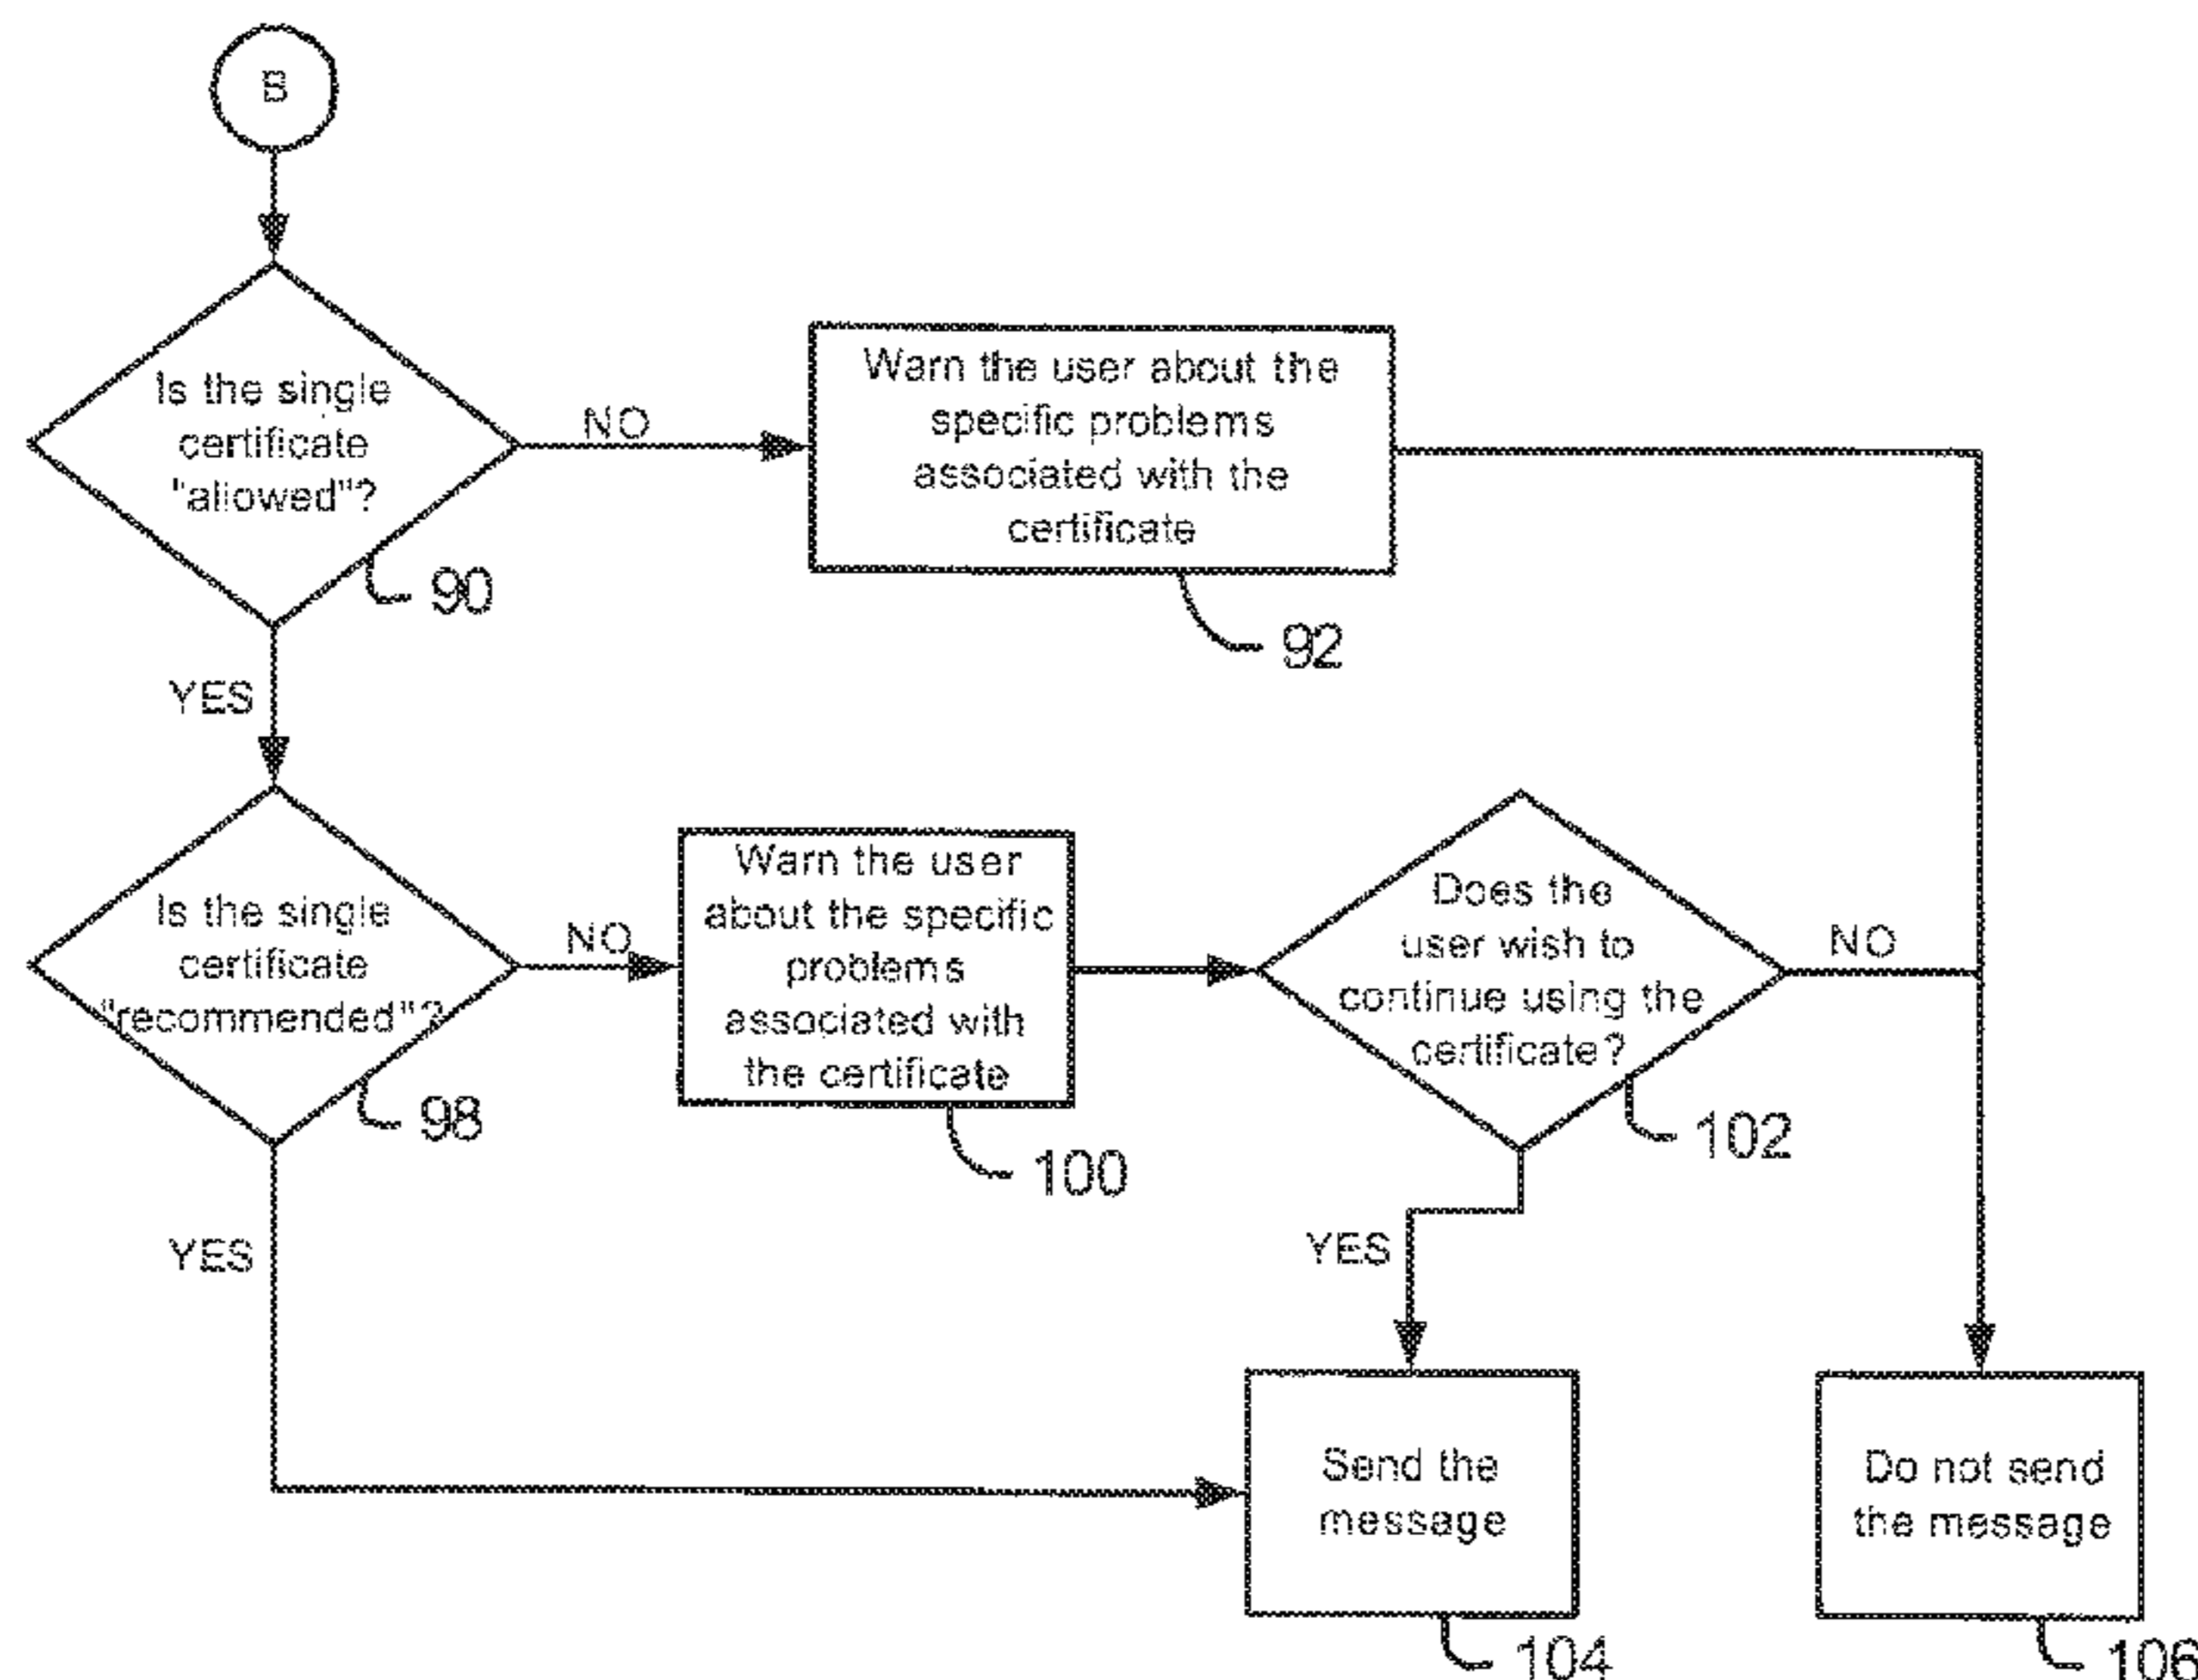 B
Is the single
certificate
"allowed"?
NO
90
Warn the user about the
specific problems
associated with the
certificate
92
YES
Is the single
certificate
"recommended"?
NO
98
Warn the user
about the specific
problems
associated with
the certificate
100
Does the
user wish to
continue using the
certificate?
NO
102
YES
YES
Send the
message
104
Do not send
the message
106